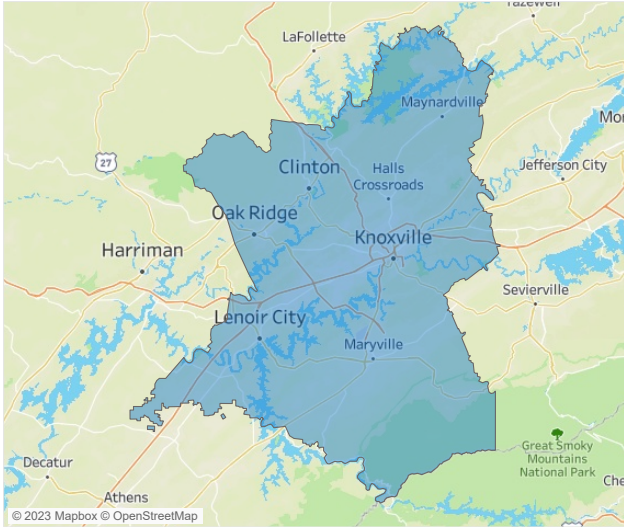 Tazewell
LaFollette
Maynardville
Mor
27
Jefferson City
Clinton
Halls
Crossroads
Oak Ridge
Knoxville
Harriman
Sevierville
Lenoir City
Maryville
Great Smoky
Mountains
National Park
Decatur
Che
Athens
© 2023 Mapbox © OpenStreetMap